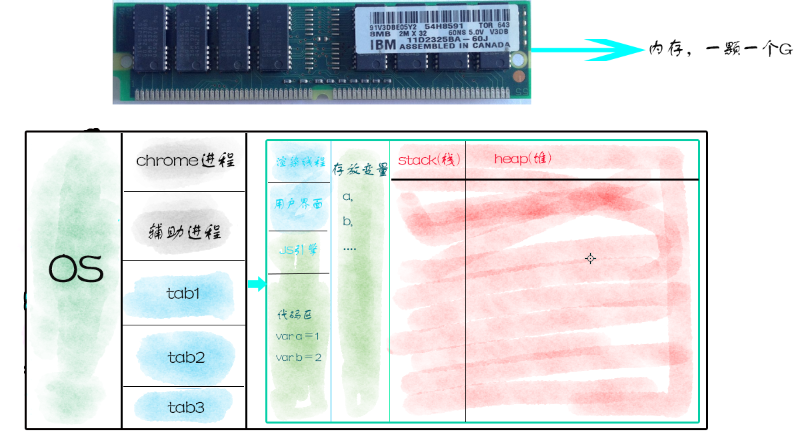 91V3D8E05Y2 54H8591 TOR 643
8MB 2M X 32 60NS 5.0V V3D8
IBM 11D2325BA-60J
ASSEMBLED IN CANADA
内存，一颗一个G
OS
chrome进程
辅助进程
tab1
tab2
tab3
渲染线程
用户界面
JS引擎
代码区
var a = 1
var b = 2
存放变量
a,
b,
....
stack(栈)
heap(堆)